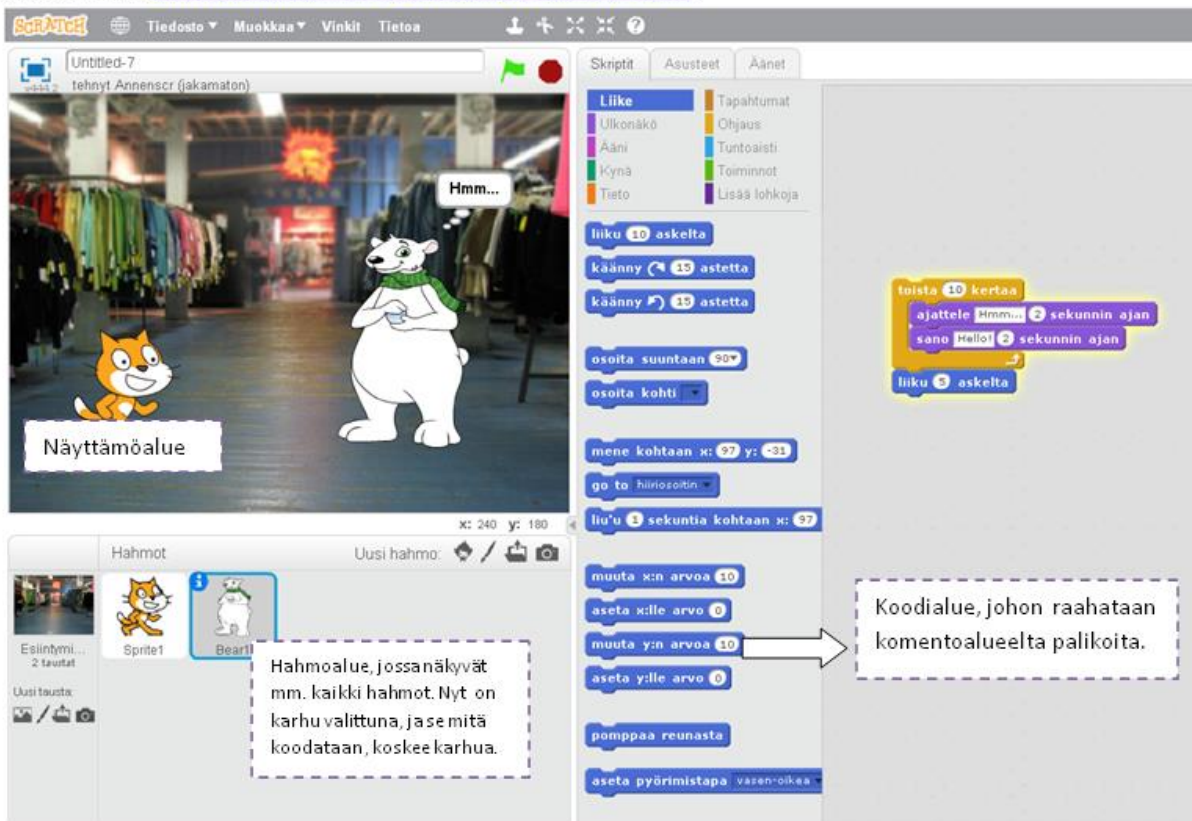 SCRATCH Tiedosto▼ Muokkaa▼ Vinkit Tietoa
Untitled-7
v444.2 tehnyt Annenscr (jakamaton)
Hmm...
Näyttämöalue
x: 240 y: 180
Hahmot Uusi hahmo:
Esiintymi...
2 taustat
Uusi tausta:
Sprite1
Bear1
Hahmoalue, jossa näkyvät
mm. kaikki hahmot. Nyt on
karhu valittuna, ja se mitä
koodataan, koskee karhua.
Skriptit Asusteet Äänet
Liike Tapahtumat
Ulkonäkö Ohjaus
Ääni Tuntoaisti
Kynä Toiminnot
Tieto Lisää lohkoja
liiku 10 askelta
käänny 15 astetta
käänny 15 astetta
osoita suuntaan 90▼
osoita kohti
mene kohtaan x: 97 y: -31
go to hiiriosoitin
liu'u 1 sekuntia kohtaan x: 97
muuta x:n arvoa 10
aseta x:lle arvo 0
muuta y:n arvoa 10
aseta y:lle arvo 0
pomppaa reunasta
aseta pyörimistapa vasen-oikea
toista 10 kertaa
ajattele Hmm... 2 sekunnin ajan
sano Hello! 2 sekunnin ajan
liiku 5 askelta
Koodialue, johon raahataan
komentoalueelta palikoita.